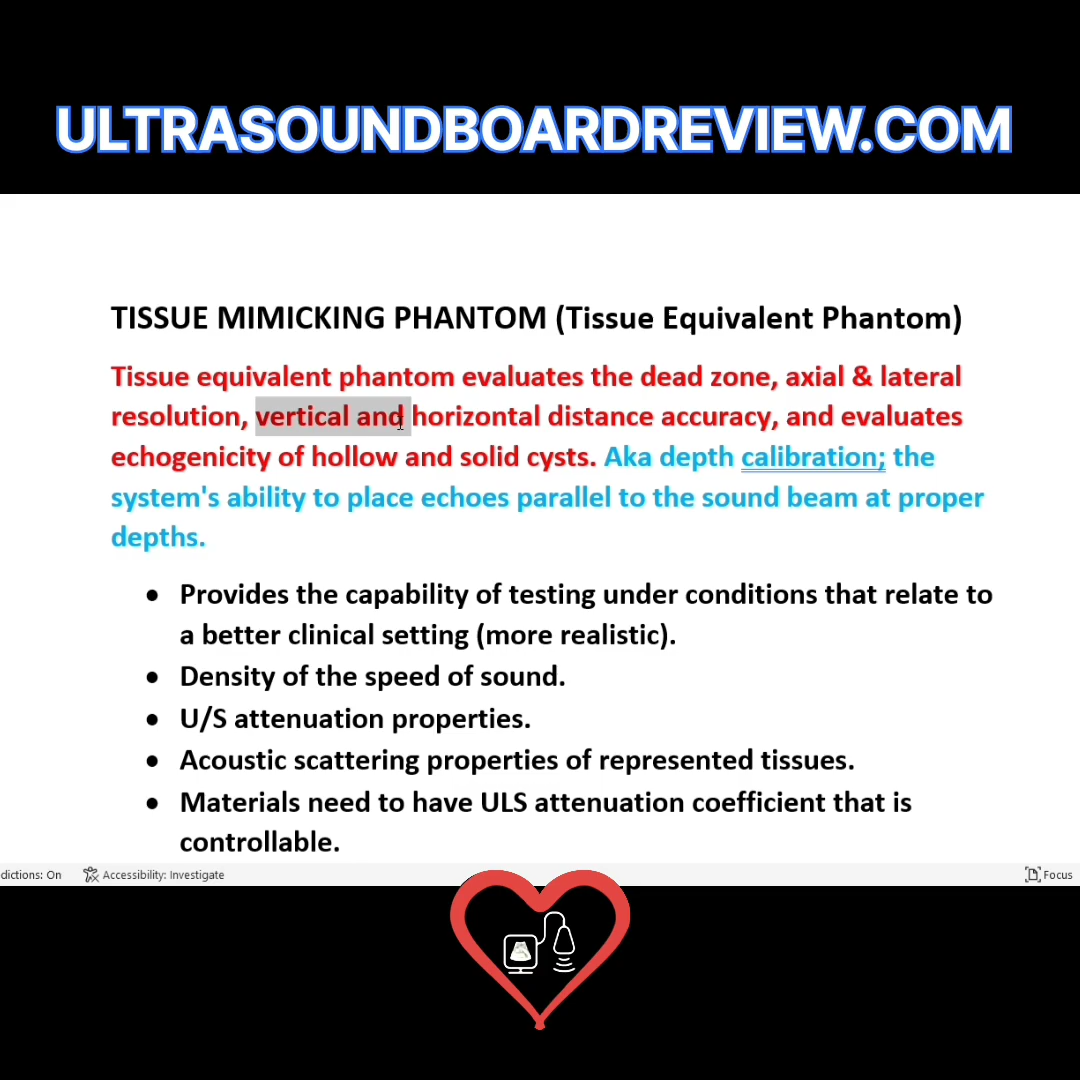 ULTRASOUNDBOARDREVIEW.COM
TISSUE MIMICKING PHANTOM (Tissue Equivalent Phantom)
Tissue equivalent phantom evaluates the dead zone, axial & lateral
resolution, vertical and horizontal distance accuracy, and evaluates
echogenicity of hollow and solid cysts. Aka depth calibration; the
system's ability to place echoes parallel to the sound beam at proper
depths.
• Provides the capability of testing under conditions that relate to
a better clinical setting (more realistic).
• Density of the speed of sound.
• U/S attenuation properties.
• Acoustic scattering properties of represented tissues.
• Materials need to have ULS attenuation coefficient that is
controllable.
dictions: On Accessibility: Investigate Focus